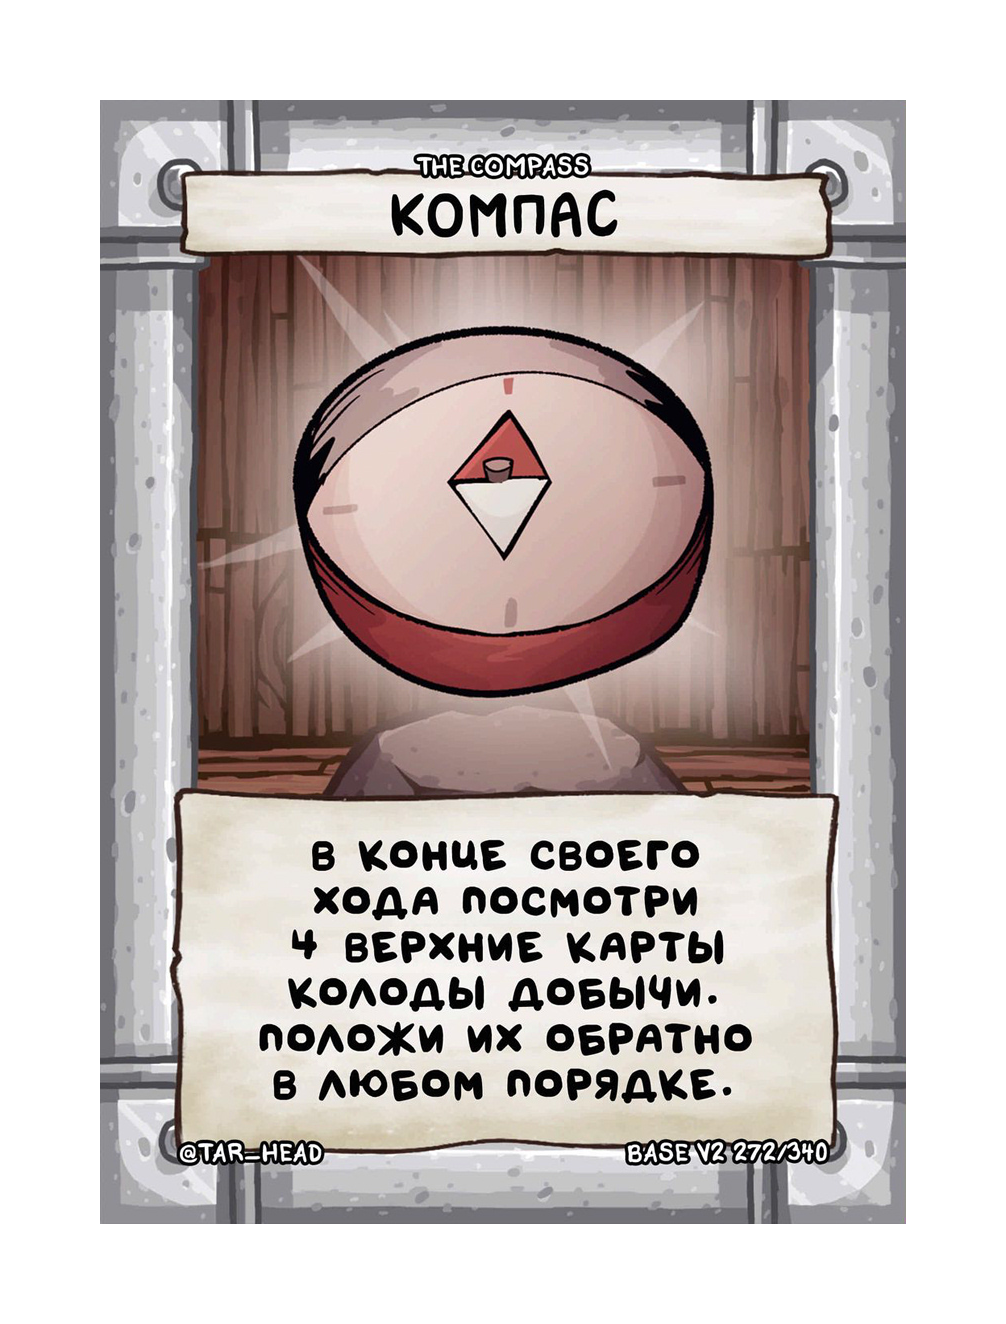 THE COMPASS
КОМПАС
В КОНЦЕ СВОЕГО
ХОДА ПОСМОТРИ
4 ВЕРХНИЕ КАРТЫ
КОЛОДЫ ДОБЫЧИ.
ПОЛОЖИ ИХ ОБРАТНО
В ЛЮБОМ ПОРЯДКЕ.
@TAR_HEAD
BASE V2 272/340